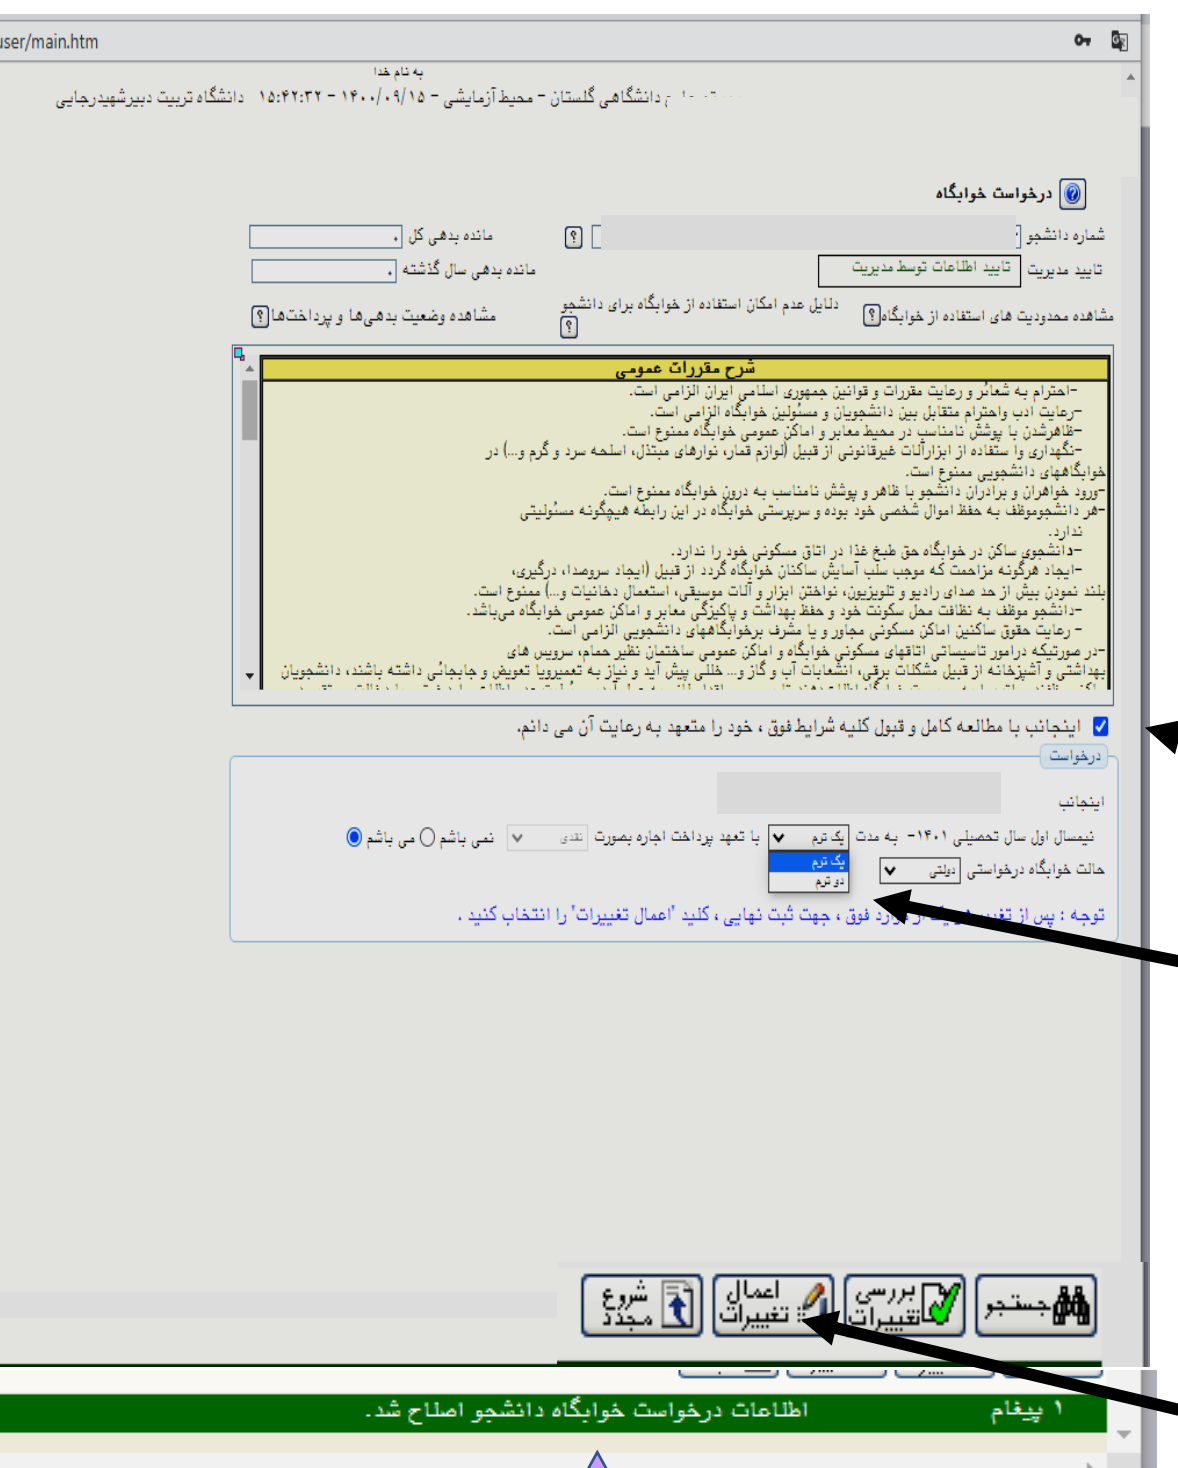 user/main.htm
به نام خدا
دانشگاهی گلستان - محیط آزمایشی - ۱۴۰۰/۰۹/۱۵ - ۱۵:۴۲:۳۲ دانشگاه تربیت دبیرشهیدرجایی
درخواست خوابگاه
شماره دانشجو ؟ مانده بدهی کل ۰
تایید مدیریت تایید اطلاعات توسط مدیریت مانده بدهی سال گذشته ۰
مشاهده محدودیت های استفاده از خوابگاه ؟ دلایل عدم امکان استفاده از خوابگاه برای دانشجو ؟ مشاهده وضعیت بدهی‌ها و پرداخت‌ها ؟
شرح مقررات عمومی
-احترام به شعائر و رعایت مقررات و قوانین جمهوری اسلامی ایران الزامی است.
-رعایت ادب واحترام متقابل بین دانشجویان و مسئولین خوابگاه الزامی است.
-ظاهرشدن با پوشش نامناسب در محیط معابر و اماکن عمومی خوابگاه ممنوع است.
-نگهداری وا ستفاده از ابزارآلات غیرقانونی از قبیل (لوازم قمار، نوارهای مبتذل، اسلحه سرد و گرم و...) در
خوابگاههای دانشجویی ممنوع است.
-ورود خواهران و برادران دانشجو با ظاهر و پوشش نامناسب به درون خوابگاه ممنوع است.
-هر دانشجوموظف به حفظ اموال شخصی خود بوده و سرپرستی خوابگاه در این رابطه هیچگونه مسئولیتی
ندارد.
-دانشجوی ساکن در خوابگاه حق طبخ غذا در اتاق مسکونی خود را ندارد.
-ایجاد هرگونه مزاحمت که موجب سلب آسایش ساکنان خوابگاه گردد از قبیل (ایجاد سروصدا، درگیری،
بلند نمودن بیش از حد صدای رادیو و تلویزیون، نواختن ابزار و آلات موسیقی، استعمال دخانیات و...) ممنوع است.
-دانشجو موظف به نظافت محل سکونت خود و حفظ بهداشت و پاکیزگی معابر و اماکن عمومی خوابگاه می‌باشد.
- رعایت حقوق ساکنین اماکن مسکونی مجاور و یا مشرف برخوابگاههای دانشجویی الزامی است.
-در صورتیکه درامور تاسیساتی اتاقهای مسکونی خوابگاه و اماکن عمومی ساختمان نظیر حمام، سرویس های
بهداشتی و آشپزخانه از قبیل مشکلات برقی، انشعابات آب و گاز و... خللی پیش آید و نیاز به تعمیرویا تعویض و جابجائی داشته باشند، دانشجویان
اینجانب با مطالعه کامل و قبول کلیه شرایط فوق ، خود را متعهد به رعایت آن می دانم.
درخواست
اینجانب
نیمسال اول سال تحصیلی ۱۴۰۱- به مدت یک ترم با تعهد پرداخت اجاره بصورت نقدی نمی باشم می باشم
یک ترم
دو ترم
حالت خوابگاه درخواستی دولتی
توجه : پس از تغییر فوق ، جهت ثبت نهایی ، کلید 'اعمال تغییرات' را انتخاب کنید .
جستجو بررسی تغییرات اعمال تغییرات شروع مجدد
۱ پیغام اطلاعات درخواست خوابگاه دانشجو اصلاح شد.